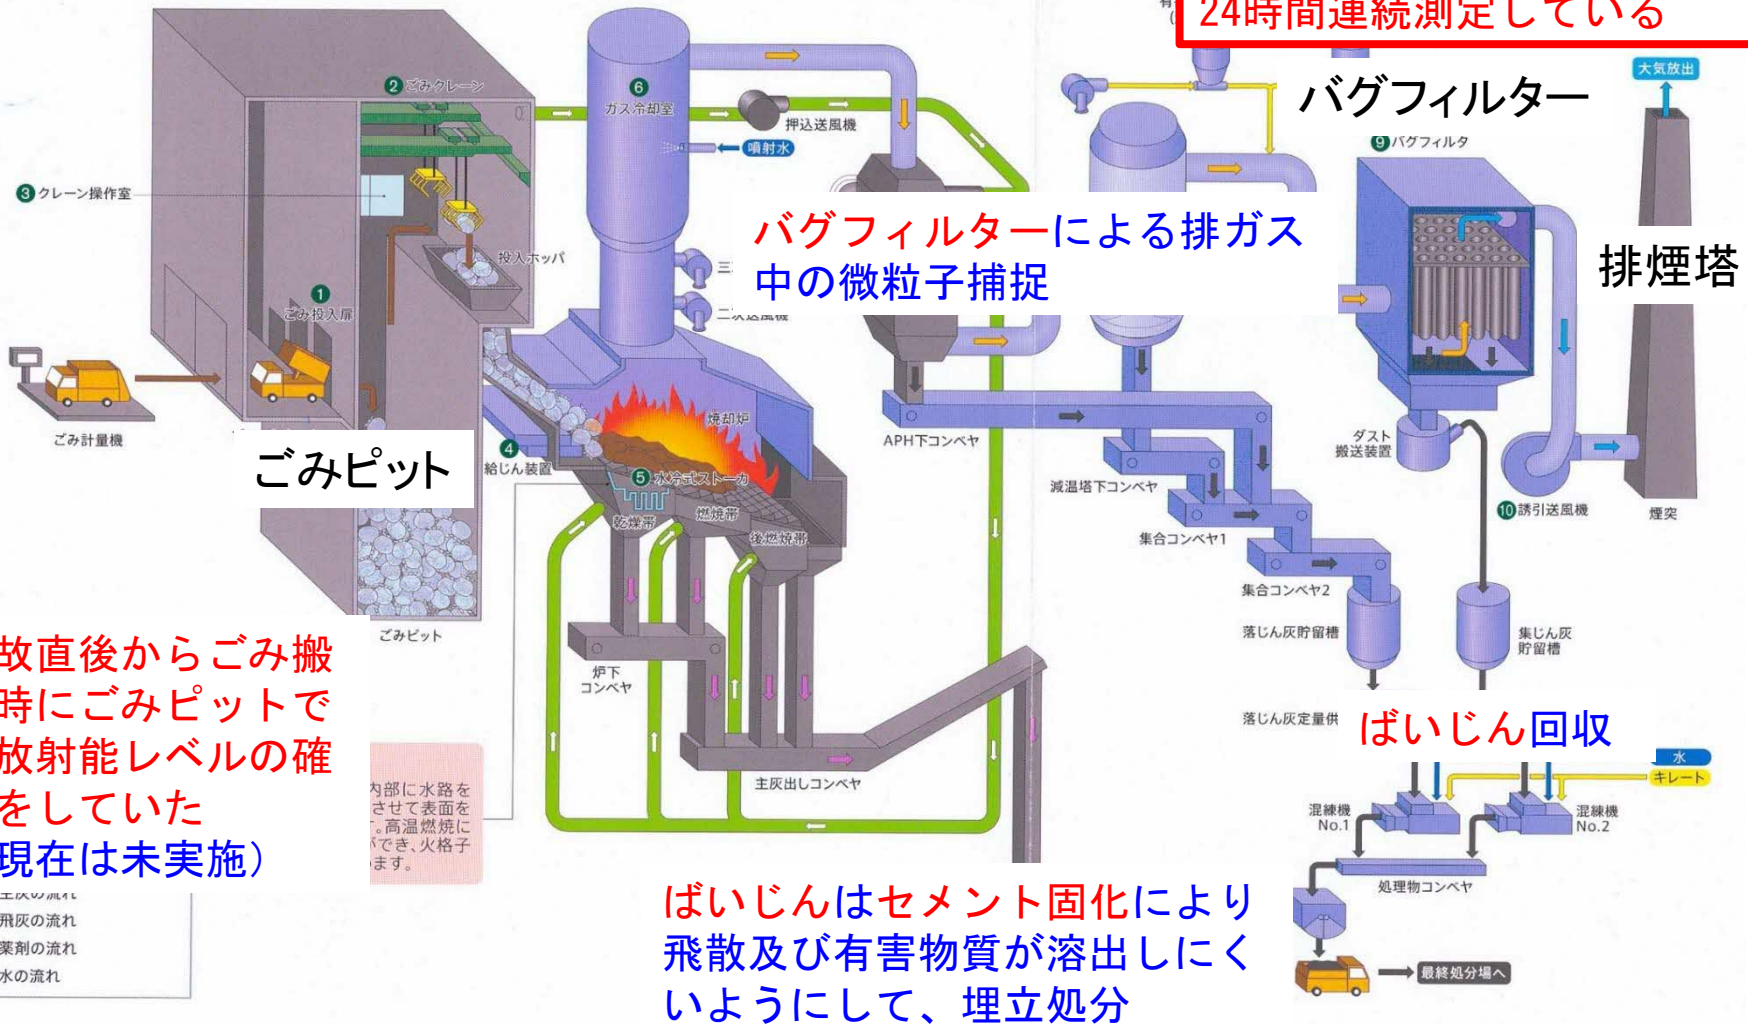 24時間連続測定している
大気放出
バグフィルター
❷ごみクレーン
❻
ガス冷却室
押込送風機
噴射水
❾バグフィルタ
❸クレーン操作室
投入ホッパ
バグフィルターによる排ガス
中の微粒子捕捉
排煙塔
❶
ごみ投入扉
二次送風機
ごみ計量機
焼却炉
APH下コンベヤ
ダスト
搬送装置
ごみピット
❹
給じん装置
❺水冷式ストーカ
減温塔下コンベヤ
乾燥帯
燃焼帯
後燃焼帯
❿誘引送風機
煙突
集合コンベヤ1
集合コンベヤ2
ごみピット
落じん灰貯留槽
集じん灰
貯留槽
炉下
コンベヤ
故直後からごみ搬
時にごみピットで
放射能レベルの確
をしていた
現在は未実施）
落じん灰定量供
ばいじん回収
水
キレート
主灰出しコンベヤ
内部に水路を
させて表面を
。高温燃焼に
ができ、火格子
ます。
混練機
No.1
混練機
No.2
処理物コンベヤ
主灰の流れ
飛灰の流れ
薬剤の流れ
水の流れ
ばいじんはセメント固化により
飛散及び有害物質が溶出しにく
いようにして、埋立処分
最終処分場へ